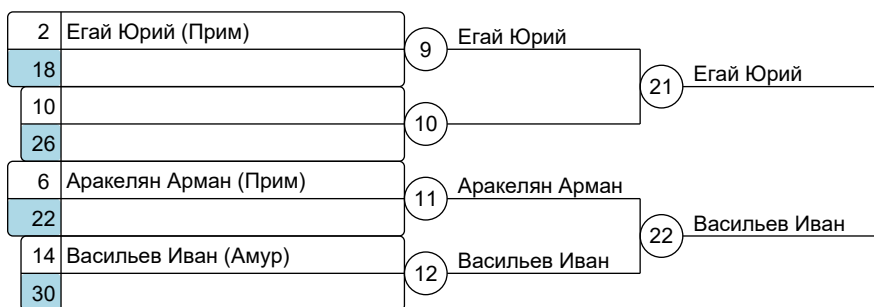 2 Егай Юрий (Прим)
18
9 Егай Юрий
10
26
10
21 Егай Юрий
6 Аракелян Арман (Прим)
22
11 Аракелян Арман
14 Васильев Иван (Амур)
30
12 Васильев Иван
22 Васильев Иван